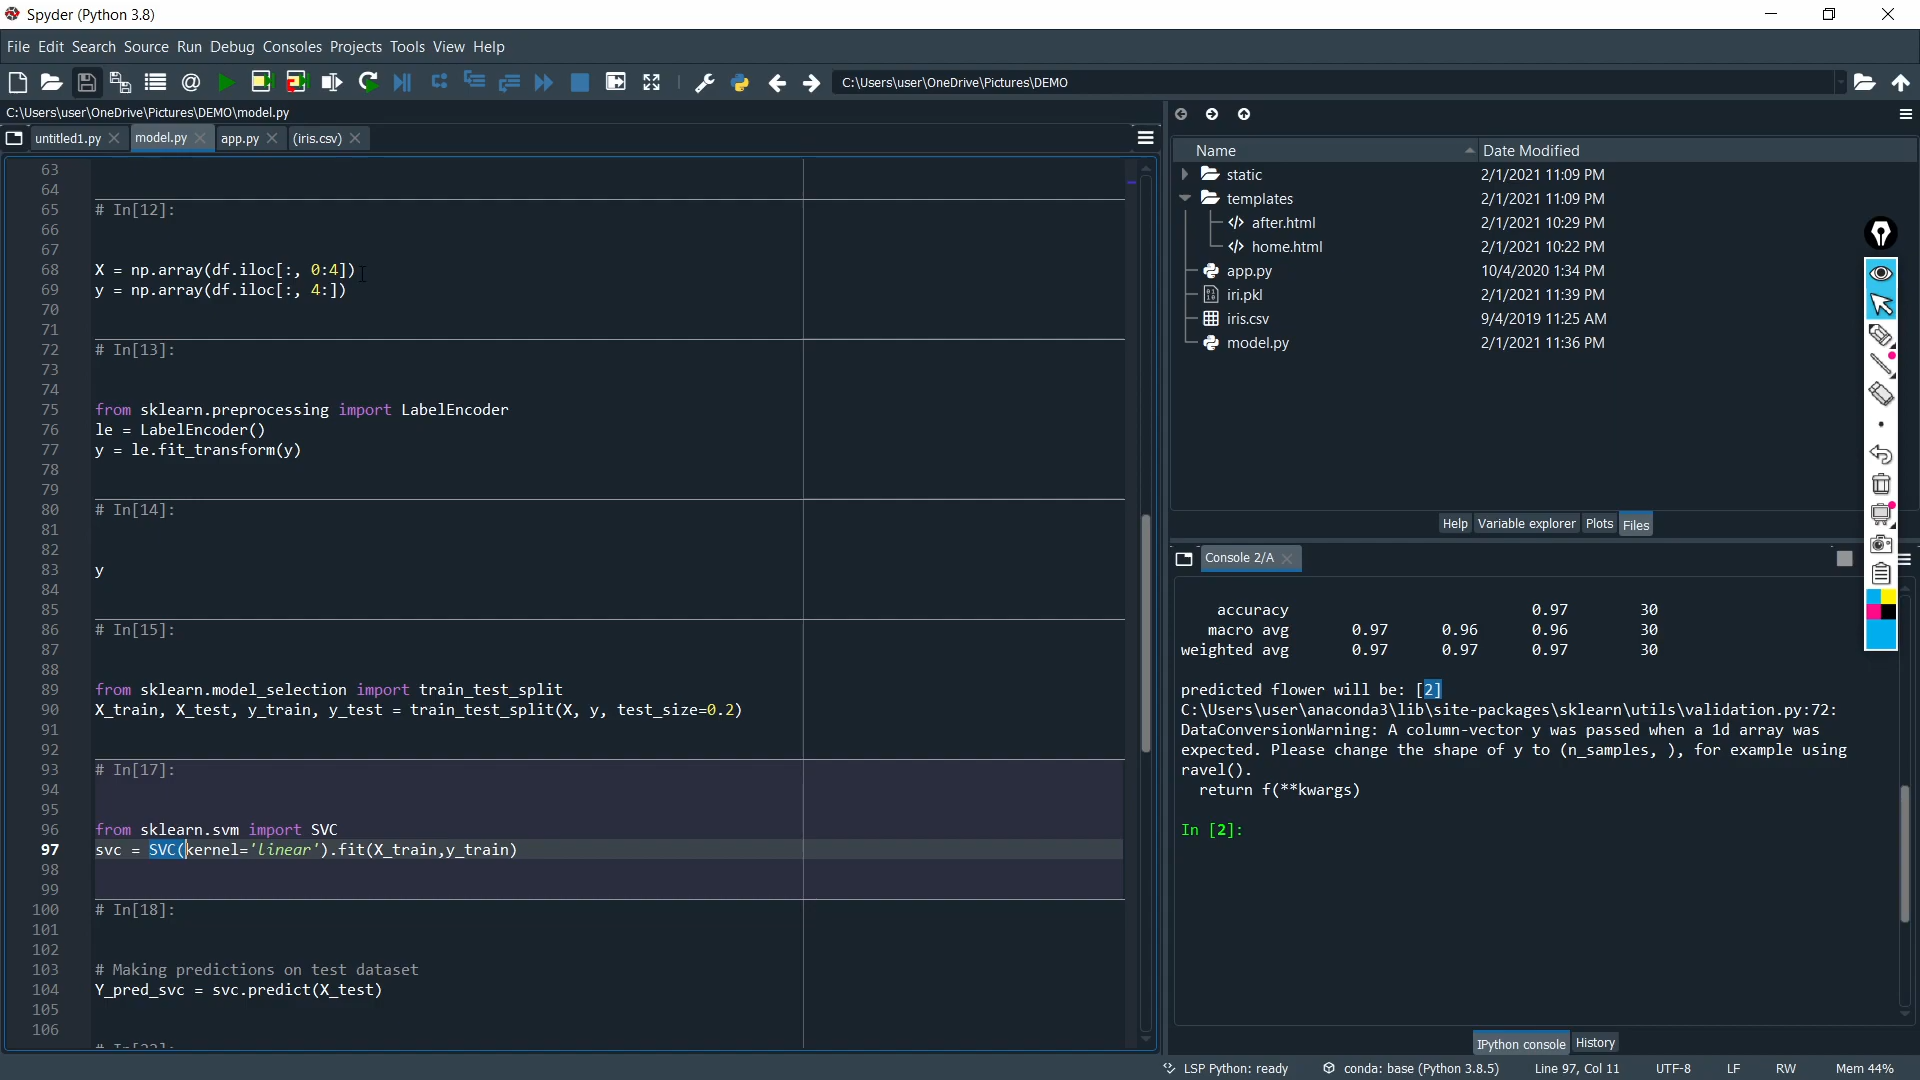 Spyder (Python 3.8)
File Edit Search Source Run Debug Consoles Projects Tools View Help
C:\Users\user\OneDrive\Pictures\DEMO
C:\Users\user\OneDrive\Pictures\DEMO\model.py
untitled1.py model.py app.py (iris.csv)
63
64
65 # In[12]:
66
67
68 X = np.array(df.iloc[:, 0:4])
69 y = np.array(df.iloc[:, 4:])
70
71
72 # In[13]:
73
74
75 from sklearn.preprocessing import LabelEncoder
76 le = LabelEncoder()
77 y = le.fit_transform(y)
78
79
80 # In[14]:
81
82
83 y
84
85
86 # In[15]:
87
88
89 from sklearn.model_selection import train_test_split
90 X_train, X_test, y_train, y_test = train_test_split(X, y, test_size=0.2)
91
92
93 # In[17]:
94
95
96 from sklearn.svm import SVC
97 svc = SVC(kernel='linear').fit(X_train,y_train)
98
99
100 # In[18]:
101
102
103 # Making predictions on test dataset
104 Y_pred_svc = svc.predict(X_test)
105
106
Name Date Modified
static 2/1/2021 11:09 PM
templates 2/1/2021 11:09 PM
after.html 2/1/2021 10:29 PM
home.html 2/1/2021 10:22 PM
app.py 10/4/2020 1:34 PM
iri.pkl 2/1/2021 11:39 PM
iris.csv 9/4/2019 11:25 AM
model.py 2/1/2021 11:36 PM
Help Variable explorer Plots Files
Console 2/A
accuracy 0.97 30
macro avg 0.97 0.96 0.96 30
weighted avg 0.97 0.97 0.97 30
predicted flower will be: [2]
C:\Users\user\anaconda3\lib\site-packages\sklearn\utils\validation.py:72:
DataConversionWarning: A column-vector y was passed when a 1d array was
expected. Please change the shape of y to (n_samples, ), for example using
ravel().
return f(**kwargs)
In [2]:
IPython console History
LSP Python: ready conda: base (Python 3.8.5) Line 97, Col 11 UTF-8 LF RW Mem 44%